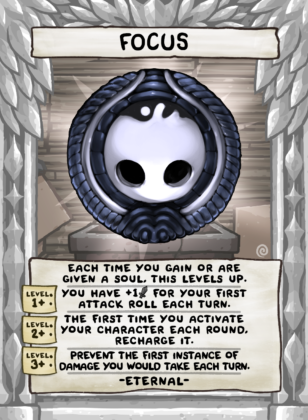 FOCUS
EACH TIME YOU GAIN OR ARE
GIVEN A SOUL, THIS LEVELS UP.
LEVEL
1+
YOU HAVE +1 FOR YOUR FIRST
ATTACK ROLL EACH TURN.
LEVEL
2+
THE FIRST TIME YOU ACTIVATE
YOUR CHARACTER EACH ROUND,
RECHARGE IT.
LEVEL
3+
PREVENT THE FIRST INSTANCE OF
DAMAGE YOU WOULD TAKE EACH TURN.
-ETERNAL-